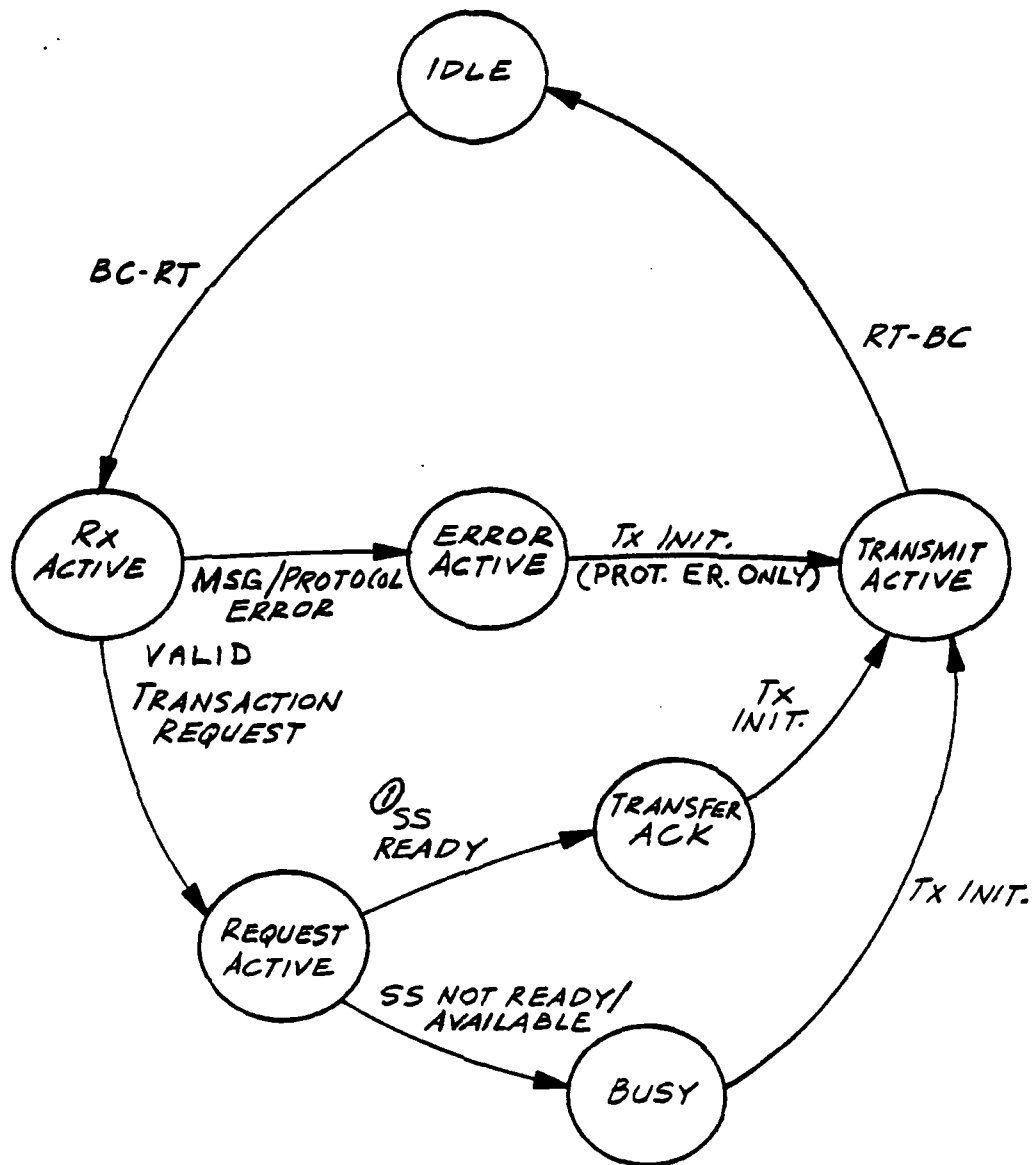 IDLE
BC-RT
RT-BC
RX
ACTIVE
MSG/PROTOCOL
ERROR
ERROR
ACTIVE
TX INIT.
(PROT. ER. ONLY)
TRANSMIT
ACTIVE
VALID
TRANSACTION
REQUEST
TX
INIT.
① SS
READY
TRANSFER
ACK
TX INIT.
REQUEST
ACTIVE
SS NOT READY/
AVAILABLE
BUSY